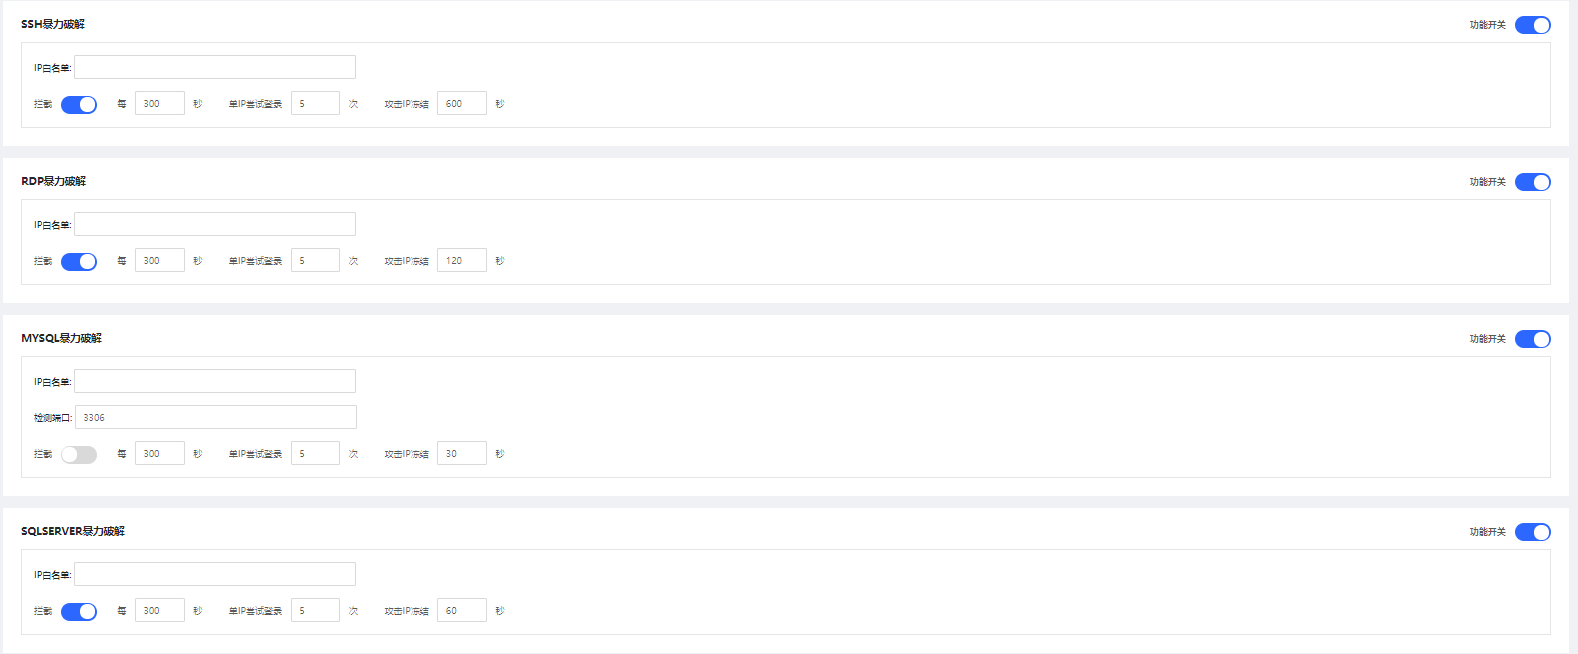 SSH暴力破解 功能开关
IP白名单:
拦截 每 300 秒 单IP尝试登录 5 次 攻击IP冻结 600 秒
RDP暴力破解 功能开关
IP白名单:
拦截 每 300 秒 单IP尝试登录 5 次 攻击IP冻结 120 秒
MYSQL暴力破解 功能开关
IP白名单:
检测端口: 3306
拦截 每 300 秒 单IP尝试登录 5 次 攻击IP冻结 30 秒
SQLSERVER暴力破解 功能开关
IP白名单:
拦截 每 300 秒 单IP尝试登录 5 次 攻击IP冻结 60 秒